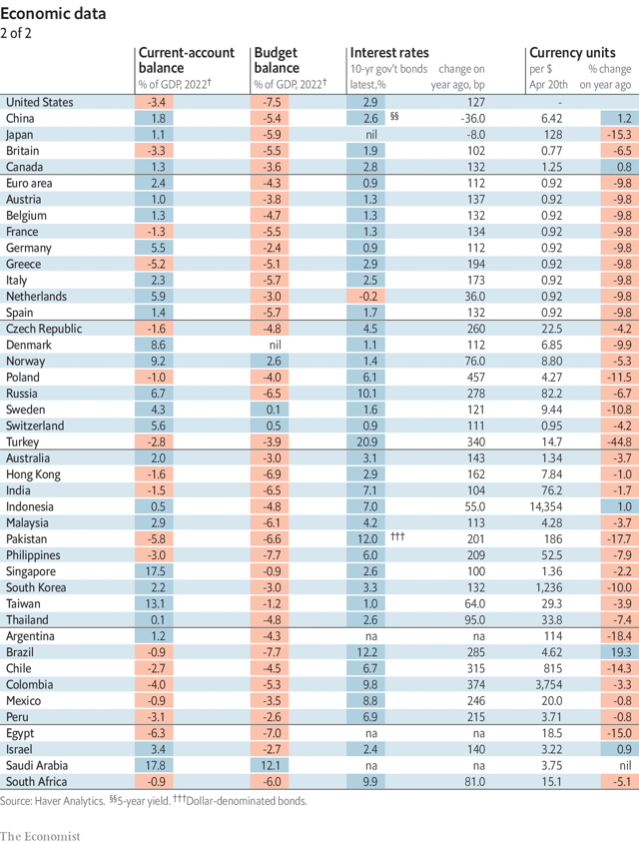 Economic data
2 of 2
Current-account balance % of GDP, 2022† Budget balance % of GDP, 2022† Interest rates 10-yr gov't bonds latest,% change on year ago, bp Currency units per $ Apr 20th % change on year ago
United States -3.4 -7.5 2.9 127 -
China 1.8 -5.4 2.6 §§ -36.0 6.42 1.2
Japan 1.1 -5.9 nil -8.0 128 -15.3
Britain -3.3 -5.5 1.9 102 0.77 -6.5
Canada 1.3 -3.6 2.8 132 1.25 0.8
Euro area 2.4 -4.3 0.9 112 0.92 -9.8
Austria 1.0 -3.8 1.3 137 0.92 -9.8
Belgium 1.3 -4.7 1.3 132 0.92 -9.8
France -1.3 -5.5 1.3 134 0.92 -9.8
Germany 5.5 -2.4 0.9 112 0.92 -9.8
Greece -5.2 -5.1 2.9 194 0.92 -9.8
Italy 2.3 -5.7 2.5 173 0.92 -9.8
Netherlands 5.9 -3.0 -0.2 36.0 0.92 -9.8
Spain 1.4 -5.7 1.7 132 0.92 -9.8
Czech Republic -1.6 -4.8 4.5 260 22.5 -4.2
Denmark 8.6 nil 1.1 112 6.85 -9.9
Norway 9.2 2.6 1.4 76.0 8.80 -5.3
Poland -1.0 -4.0 6.1 457 4.27 -11.5
Russia 6.7 -6.5 10.1 278 82.2 -6.7
Sweden 4.3 0.1 1.6 121 9.44 -10.8
Switzerland 5.6 0.5 0.9 111 0.95 -4.2
Turkey -2.8 -3.9 20.9 340 14.7 -44.8
Australia 2.0 -3.0 3.1 143 1.34 -3.7
Hong Kong -1.6 -6.9 2.9 162 7.84 -1.0
India -1.5 -6.5 7.1 104 76.2 -1.7
Indonesia 0.5 -4.8 7.0 55.0 14,354 1.0
Malaysia 2.9 -6.1 4.2 113 4.28 -3.7
Pakistan -5.8 -6.6 12.0 ††† 201 186 -17.7
Philippines -3.0 -7.7 6.0 209 52.5 -7.9
Singapore 17.5 -0.9 2.6 100 1.36 -2.2
South Korea 2.2 -3.0 3.3 132 1,236 -10.0
Taiwan 13.1 -1.2 1.0 64.0 29.3 -3.9
Thailand 0.1 -4.8 2.6 95.0 33.8 -7.4
Argentina 1.2 -4.3 na na 114 -18.4
Brazil -0.9 -7.7 12.2 285 4.62 19.3
Chile -2.7 -4.5 6.7 315 815 -14.3
Colombia -4.0 -5.3 9.8 374 3,754 -3.3
Mexico -0.9 -3.5 8.8 246 20.0 -0.8
Peru -3.1 -2.6 6.9 215 3.71 -0.8
Egypt -6.3 -7.0 na na 18.5 -15.0
Israel 3.4 -2.7 2.4 140 3.22 0.9
Saudi Arabia 17.8 12.1 na na 3.75 nil
South Africa -0.9 -6.0 9.9 81.0 15.1 -5.1
Source: Haver Analytics. §§5-year yield. †††Dollar-denominated bonds.
The Economist